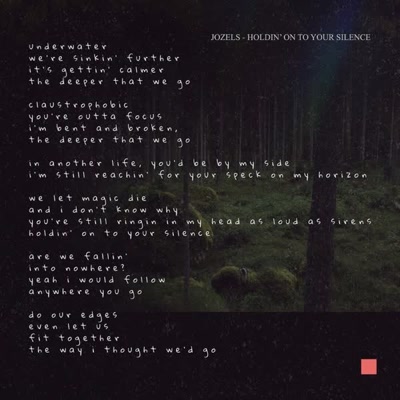 JOZELS - HOLDIN' ON TO YOUR SILENCE
underwater
we're sinkin' further
it's gettin' calmer
the deeper that we go
claustrophobic
you're outta focus
i'm bent and broken,
the deeper that we go
in another life, you'd be by my side
i'm still reachin' for your speck on my horizon
we let magic die
and i don't know why
you're still ringin in my head as loud as sirens
holdin' on to your silence
are we fallin'
into nowhere?
yeah i would follow
anywhere you go
do our edges
even let us
fit together
the way i thought we'd go